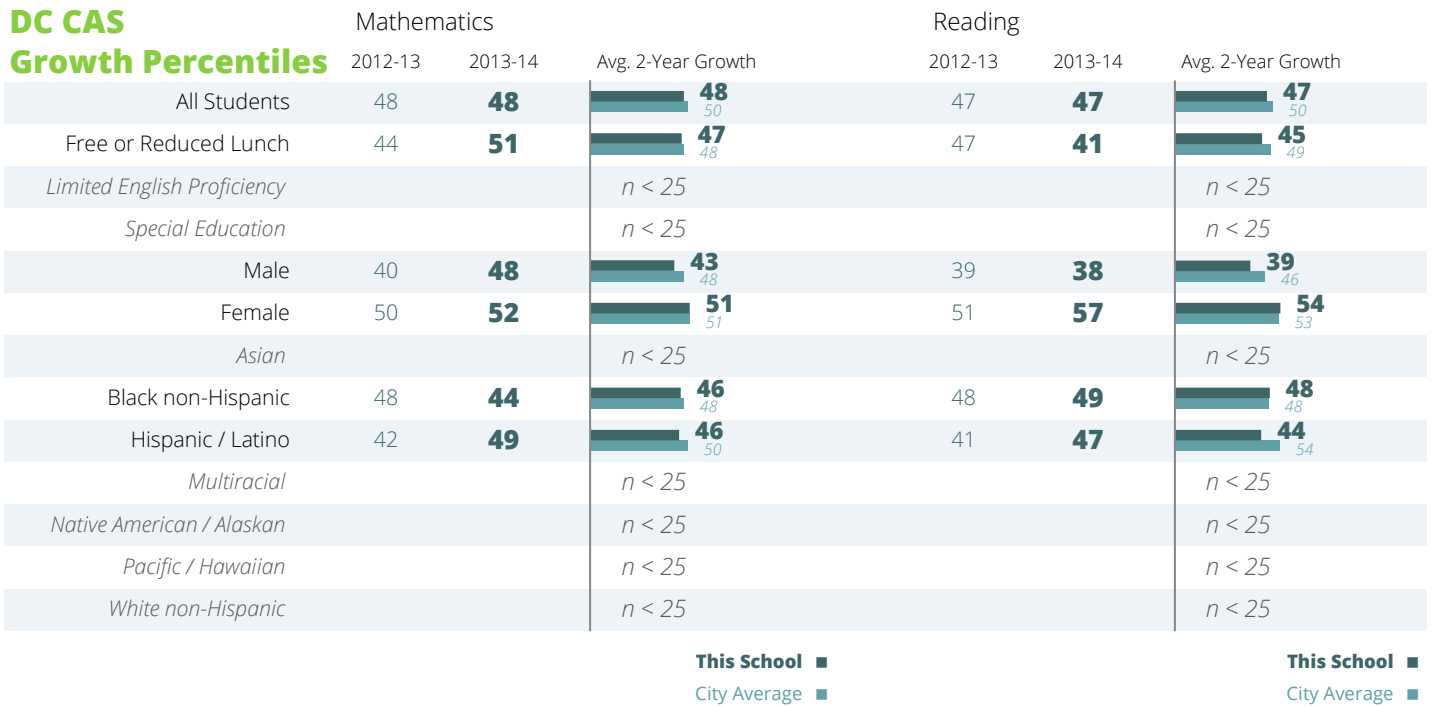 DC CAS
Growth Percentiles
Mathematics Reading
2012-13 2013-14 Avg. 2-Year Growth 2012-13 2013-14 Avg. 2-Year Growth
All Students 48 48 48 50 47 47 47 50
Free or Reduced Lunch 44 51 47 48 47 41 45 49
Limited English Proficiency n < 25 n < 25
Special Education n < 25 n < 25
Male 40 48 43 48 39 38 39 46
Female 50 52 51 51 51 57 54 53
Asian n < 25 n < 25
Black non-Hispanic 48 44 46 48 48 49 48 48
Hispanic / Latino 42 49 46 50 41 47 44 54
Multiracial n < 25 n < 25
Native American / Alaskan n < 25 n < 25
Pacific / Hawaiian n < 25 n < 25
White non-Hispanic n < 25 n < 25
This School This School
City Average City Average